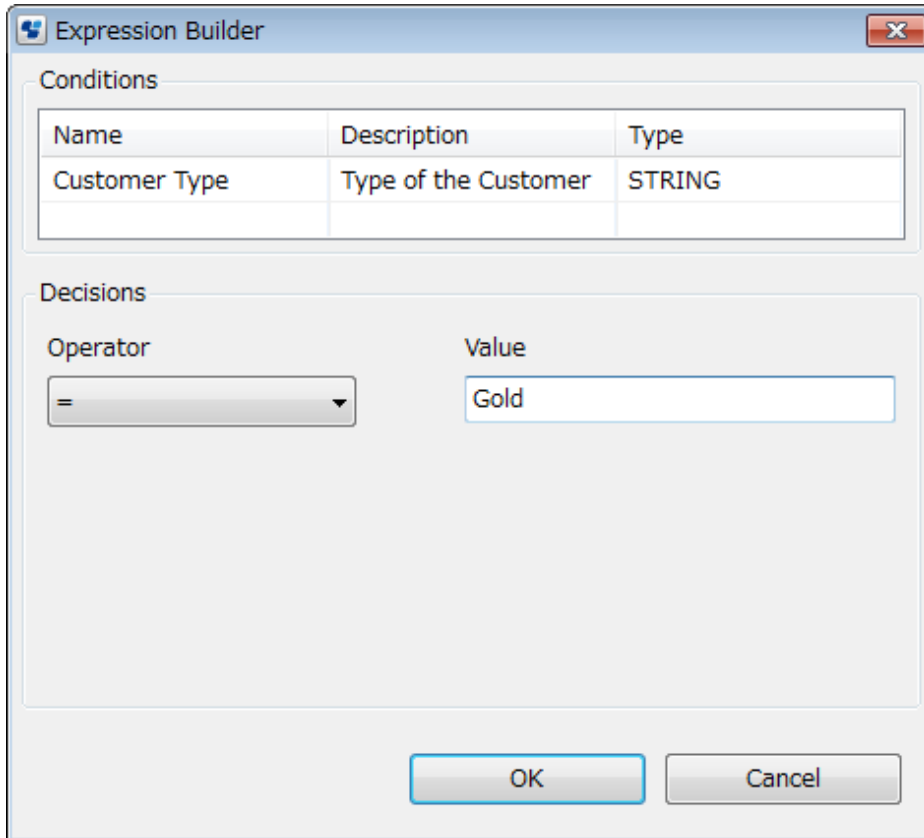 Expression Builder
Conditions
Name Description Type
Customer Type Type of the Customer STRING
Decisions
Operator Value
= Gold
OK Cancel